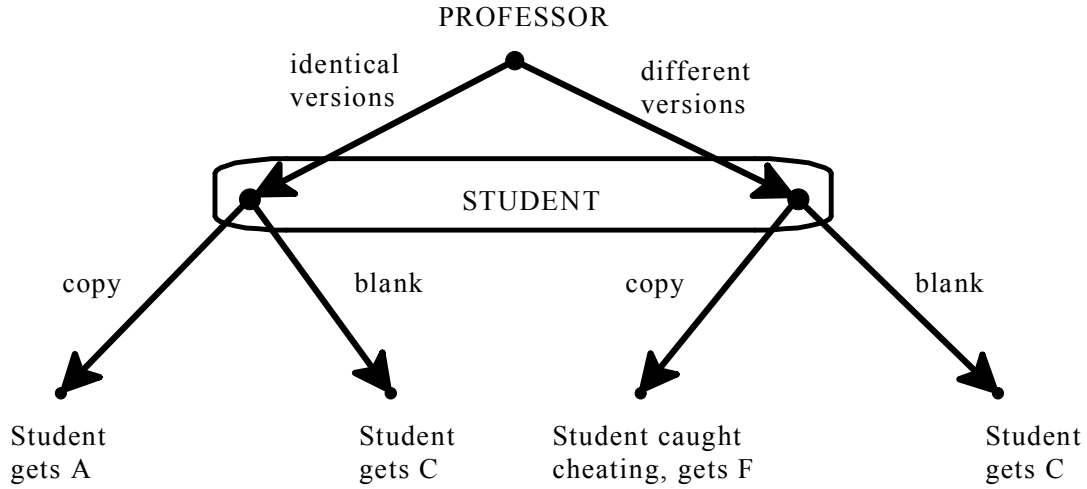 PROFESSOR
identical
versions
different
versions
STUDENT
copy
blank
copy
blank
Student
gets A
Student
gets C
Student caught
cheating, gets F
Student
gets C